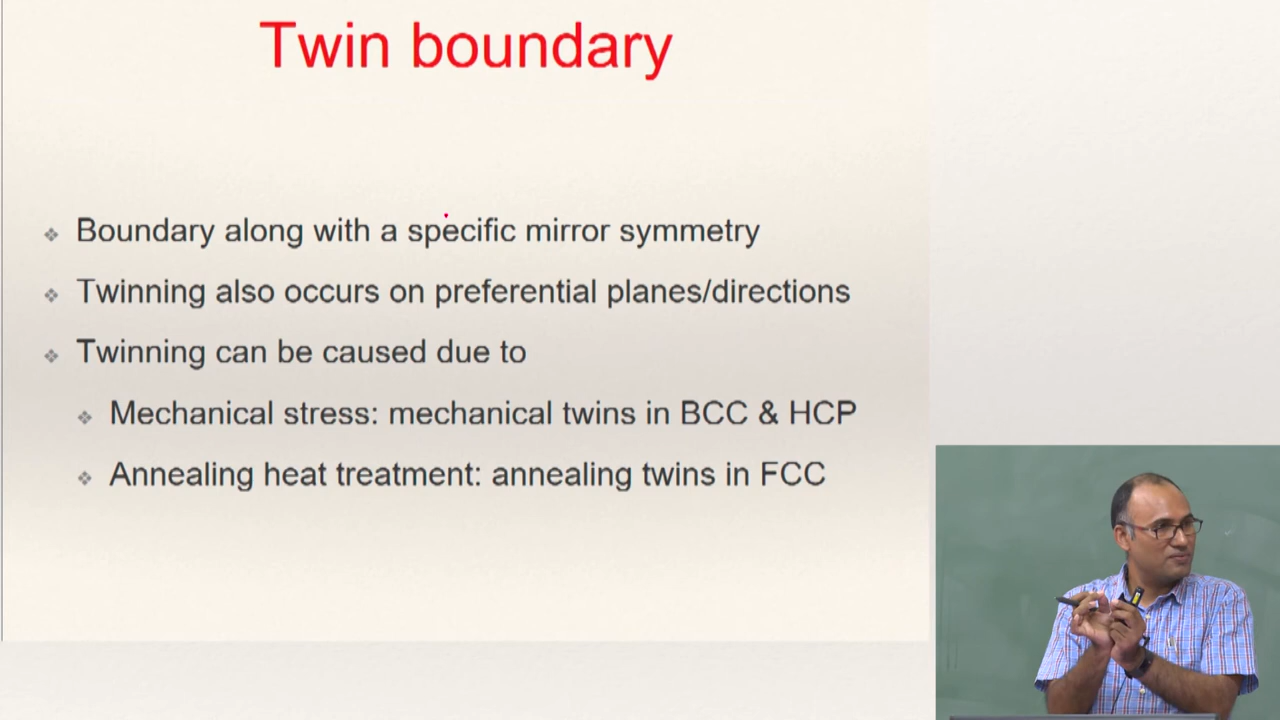 Twin boundary
Boundary along with a specific mirror symmetry
Twinning also occurs on preferential planes/directions
Twinning can be caused due to
Mechanical stress: mechanical twins in BCC & HCP
Annealing heat treatment: annealing twins in FCC